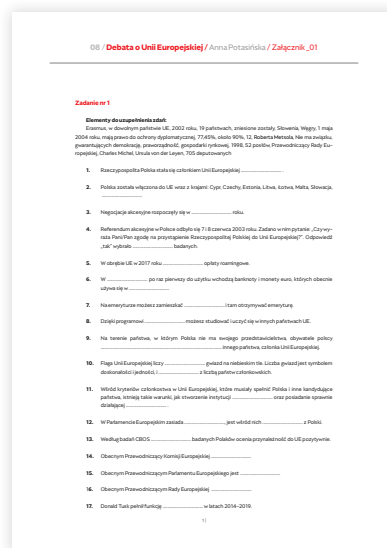 08 / Debata o Unii Europejskiej / Anna Potasińska / Załącznik _01
Zadanie nr 1
Elementy do uzupełnienia zdań:
Erasmus, w dowolnym państwie UE, 2002 roku, 19 państwach, zniesione zostały, Słowenia, Węgry, 1 maja
2004 roku, mają prawo do ochrony dyplomatycznej, 77,45%, około 90%, 12, Roberta Metsola, Nie ma związku,
gwarantujących demokrację, praworządność, gospodarki rynkowej, 1998, 52 posłów, Przewodniczący Rady Eu-
ropejskiej, Charles Michel, Ursula von der Leyen, 705 deputowanych
1. Rzeczypospolita Polska stała się członkiem Unii Europejskiej ........................ .
2. Polska została włączona do UE wraz z krajami: Cypr, Czechy, Estonia, Litwa, Łotwa, Malta, Słowacja,
........................ .
3. Negocjacje akcesyjne rozpoczęły się w ........................ roku.
4. Referendum akcesyjne w Polsce odbyło się 7 i 8 czerwca 2003 roku. Zadano w nim pytanie: „Czy wy-
raża Pani/Pan zgodę na przystąpienie Rzeczypospolitej Polskiej do Unii Europejskiej?”. Odpowiedź
„tak” wybrało ........................ badanych.
5. W obrębie UE w 2017 roku ........................ opłaty roamingowe.
6. W ........................ po raz pierwszy do użytku wchodzą banknoty i monety euro, których obecnie
używa się w ........................ .
7. Na emeryturze możesz zamieszkać ........................ i tam otrzymywać emeryturę.
8. Dzięki programowi ........................ możesz studiować i uczyć się w innych państwach UE.
9. Na terenie państwa, w którym Polska nie ma swojego przedstawicielstwa, obywatele polscy
........................ innego państwa, członka Unii Europejskiej.
10. Flaga Unii Europejskiej liczy ........................ gwiazd na niebieskim tle. Liczba gwiazd jest symbolem
doskonałości i jedności, i ........................ z liczbą państw członkowskich.
11. Wśród kryteriów członkostwa w Unii Europejskiej, które musiały spełnić Polska i inne kandydujące
państwa, istnieją takie warunki, jak stworzenie instytucji ........................ oraz posiadanie sprawnie
działającej ........................ .
12. W Parlamencie Europejskim zasiada ........................, jest wśród nich ........................ z Polski.
13. Według badań CBOS ........................ badanych Polaków ocenia przynależność do UE pozytywnie.
14. Obecnym Przewodniczący Komisji Europejskiej ........................
15. Obecnym Przewodniczącym Parlamentu Europejskiego jest ........................
16. Obecnym Przewodniczącym Rady Europejskiej ........................
17. Donald Tusk pełnił funkcję ........................ w latach 2014–2019.
11